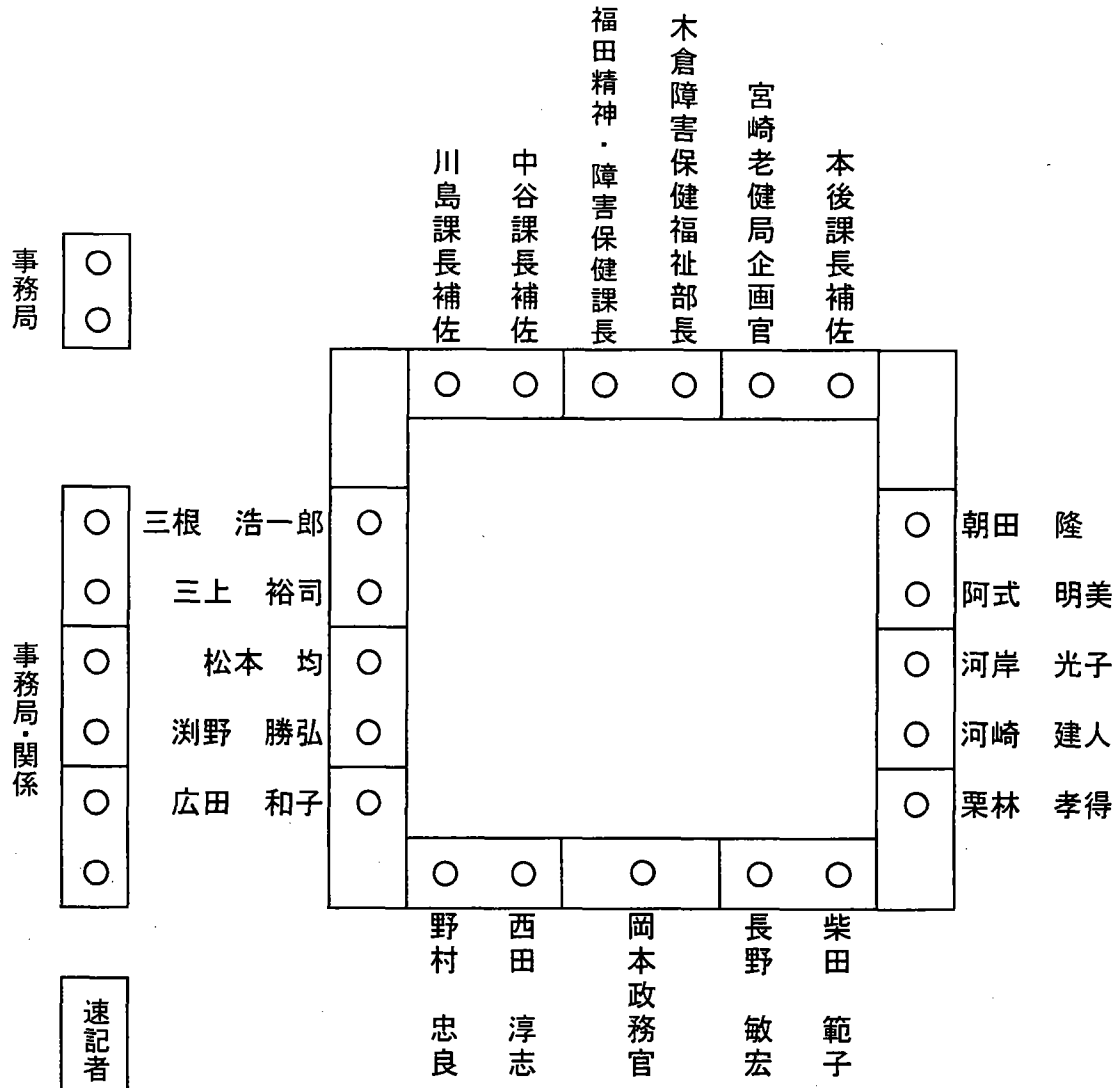 川島課長補佐
中谷課長補佐
福田精神・障害保健課長
木倉障害保健福祉部長
宮崎老健局企画官
本後課長補佐
事務局
三根　浩一郎
三上　裕司
松本　均
渕野　勝弘
広田　和子
朝田　隆
阿式　明美
河岸　光子
河崎　建人
栗林　孝得
事務局・関係
野村　忠良
西田　淳志
岡本政務官
長野　敏宏
柴田　範子
速記者